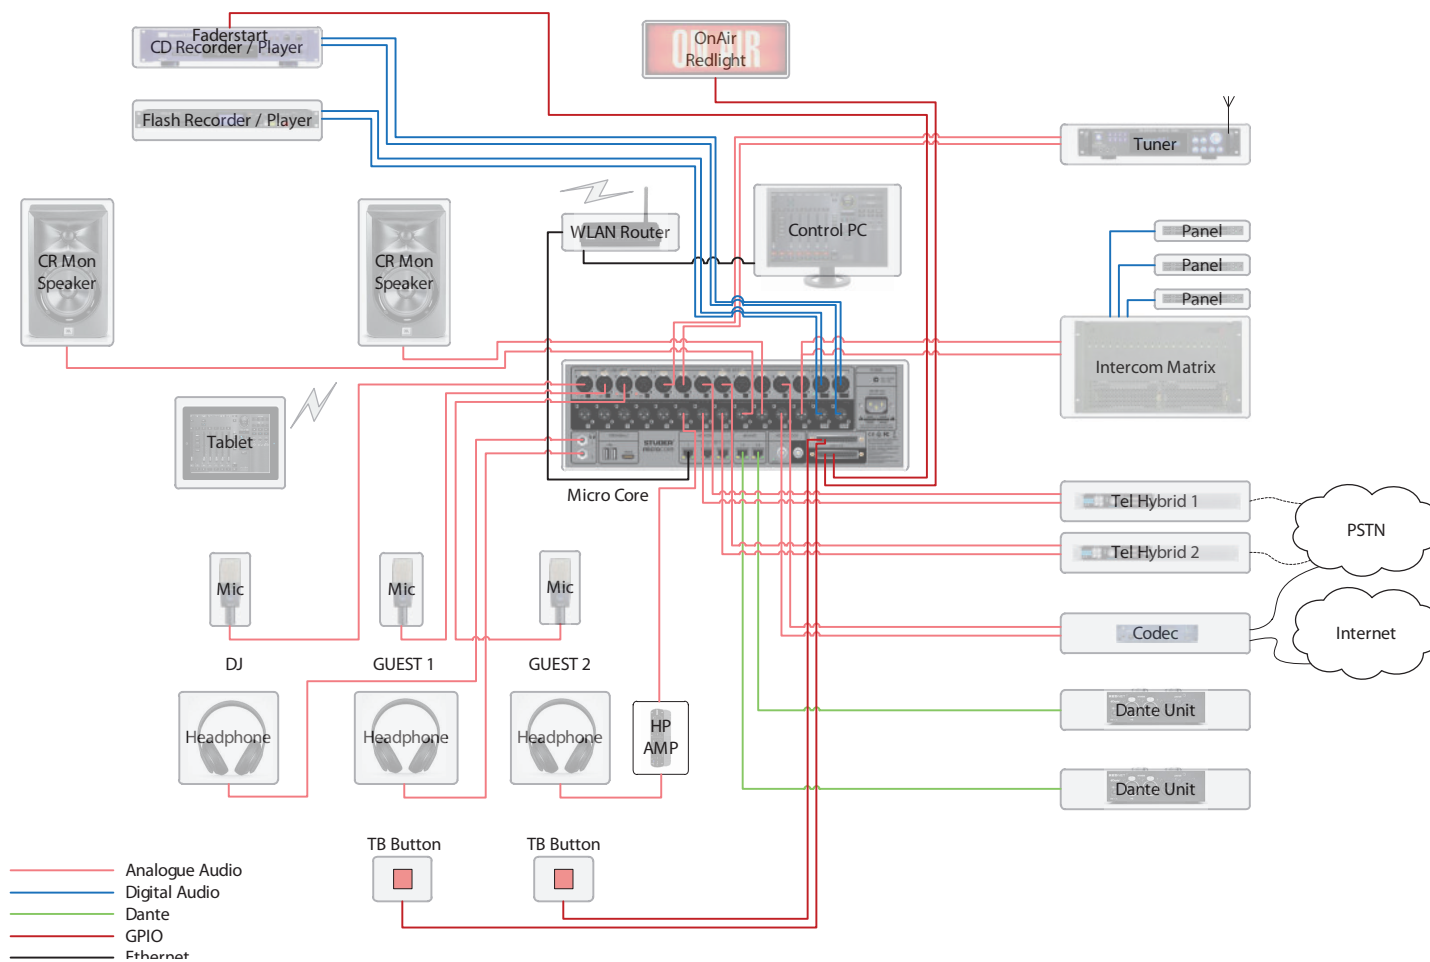 Faderstart
CD Recorder / Player
OnAir
Redlight
ON AIR
Flash Recorder / Player
Tuner
WLAN Router
Control PC
Panel
Panel
Panel
CR Mon
Speaker
CR Mon
Speaker
Intercom Matrix
Tablet
STUDER
Micro Core
Tel Hybrid 1
PSTN
Tel Hybrid 2
Mic
Mic
Mic
Codec
Internet
DJ
GUEST 1
GUEST 2
Headphone
Headphone
Headphone
HP
AMP
Dante Unit
Dante Unit
TB Button
TB Button
Analogue Audio
Digital Audio
Dante
GPIO
Ethernet